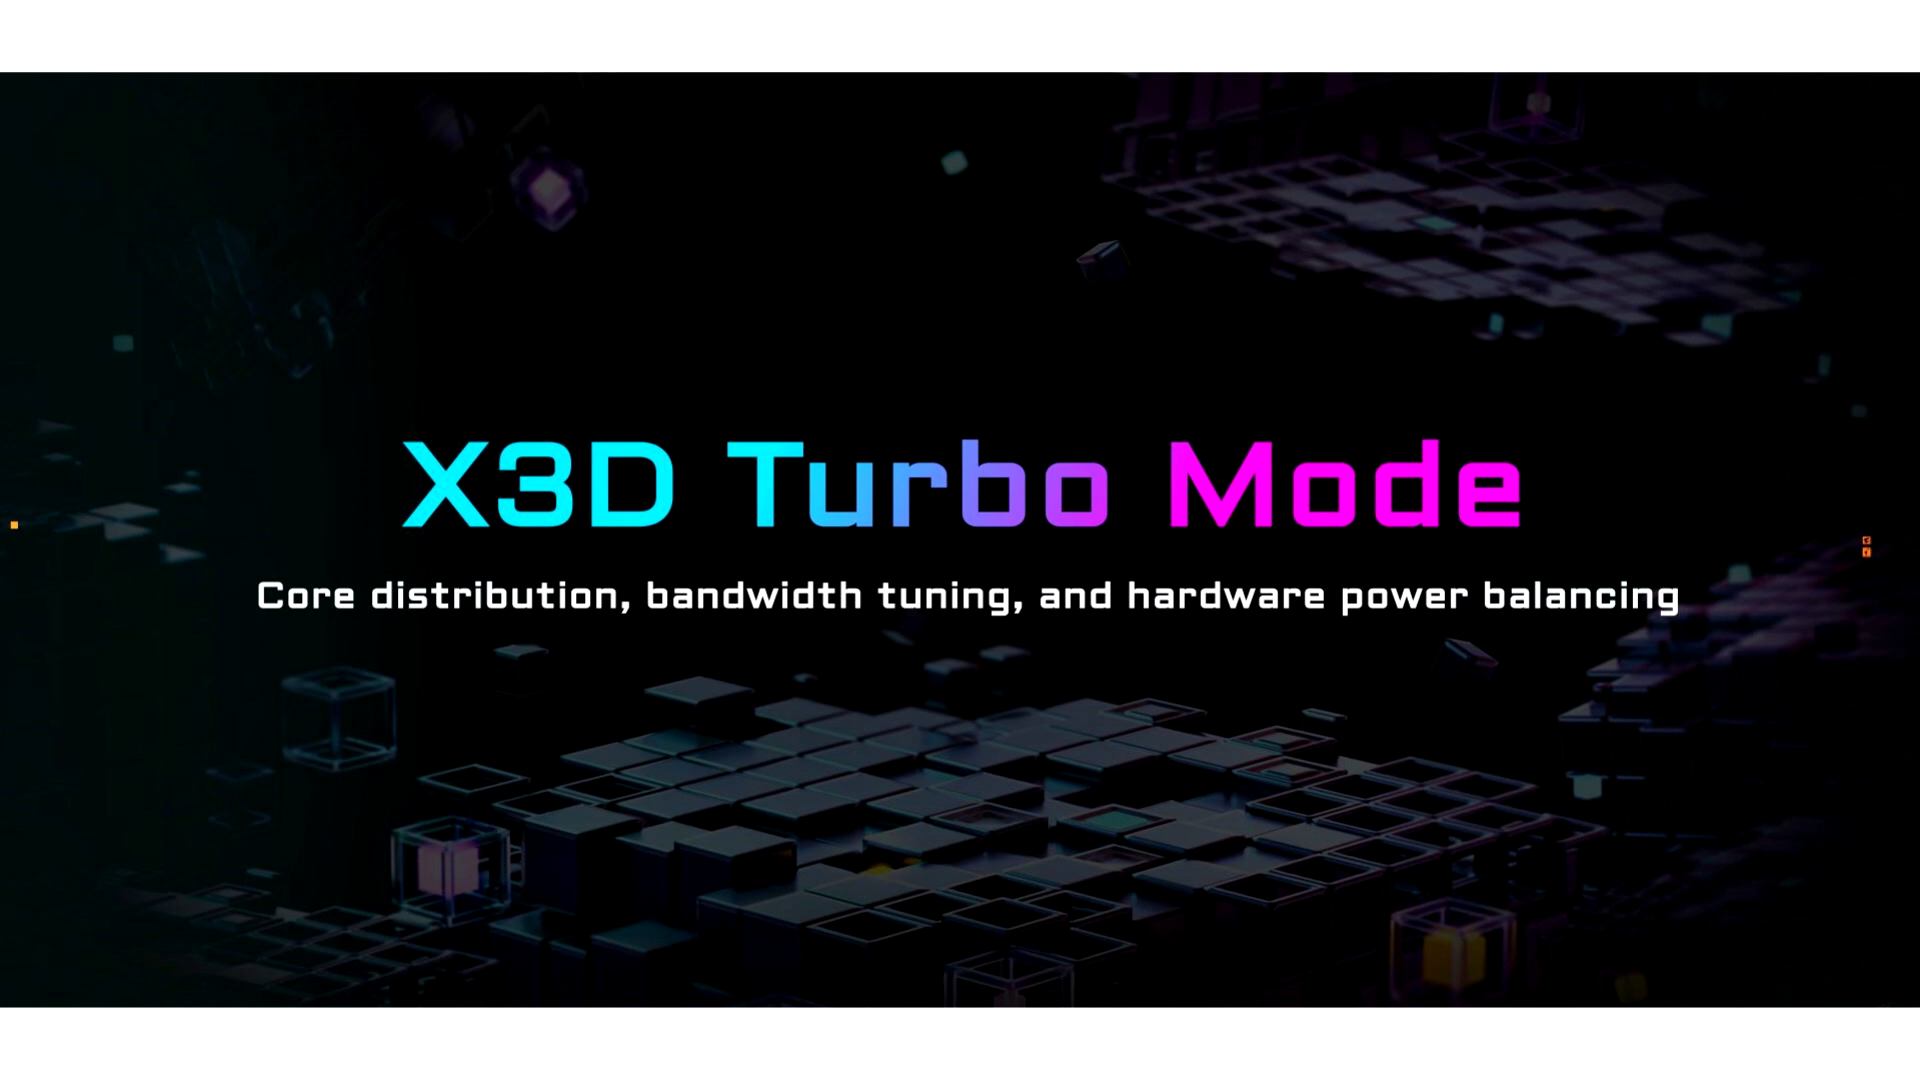 X3D Turbo Mode
Core distribution, bandwidth tuning, and hardware power balancing